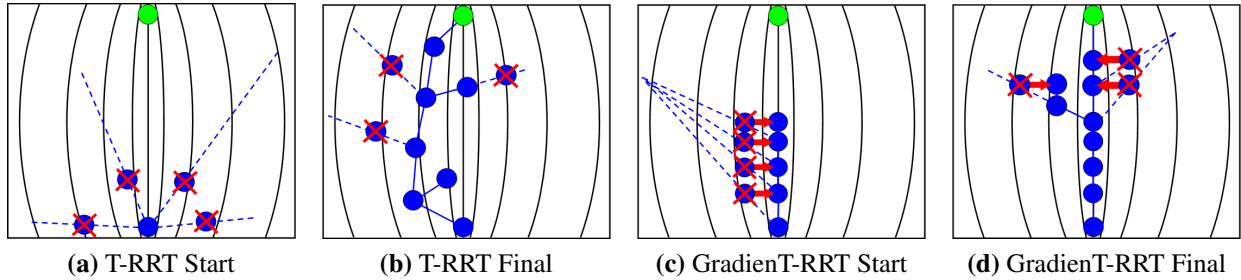 (a) T-RRT Start
(b) T-RRT Final
(c) GradienT-RRT Start
(d) GradienT-RRT Final